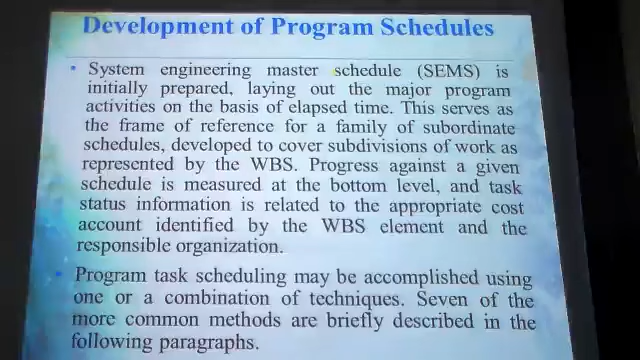 Development of Program Schedules
• System engineering master schedule (SEMS) is
initially prepared, laying out the major program
activities on the basis of elapsed time. This serves as
the frame of reference for a family of subordinate
schedules, developed to cover subdivisions of work as
represented by the WBS. Progress against a given
schedule is measured at the bottom level, and task
status information is related to the appropriate cost
account identified by the WBS element and the
responsible organization.
• Program task scheduling may be accomplished using
one or a combination of techniques. Seven of the
more common methods are briefly described in the
following paragraphs.